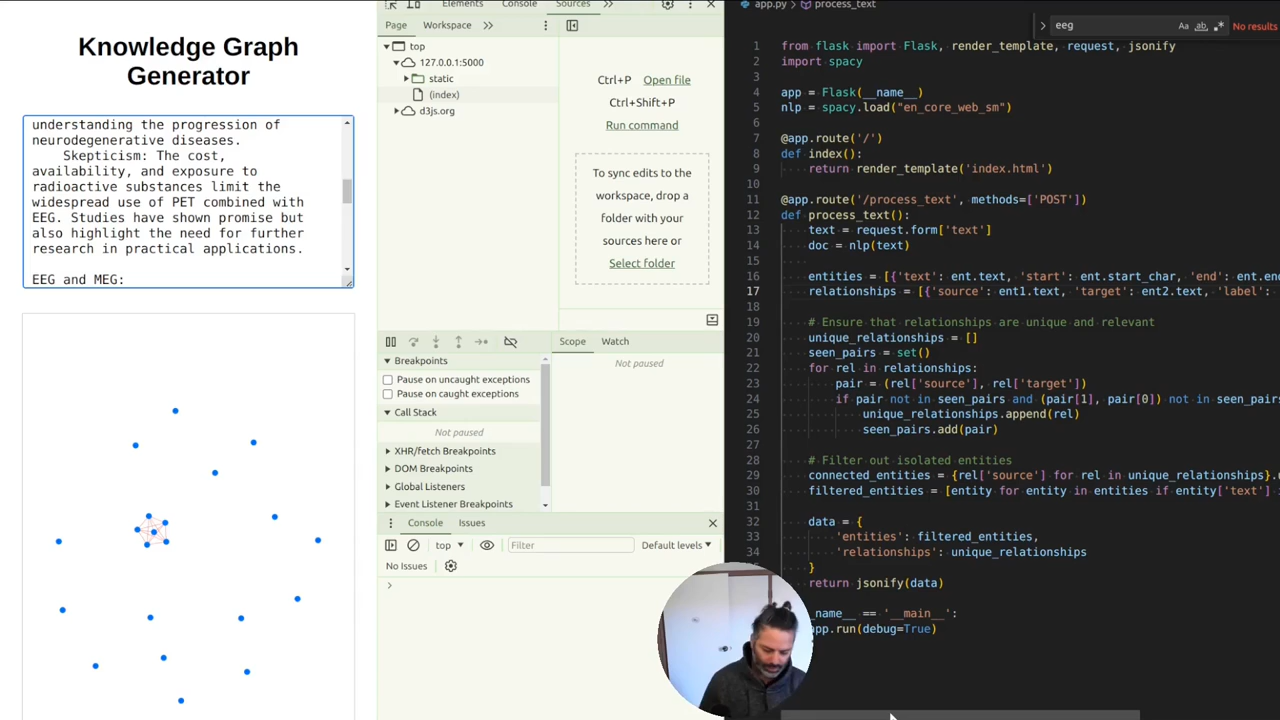 Knowledge Graph
Generator
understanding the progression of
neurodegenerative diseases.
Skepticism: The cost,
availability, and exposure to
radioactive substances limit the
widespread use of PET combined with
EEG. Studies have shown promise but
also highlight the need for further
research in practical applications.
EEG and MEG:
Elements Console Sources
Page Workspace
top
127.0.0.1:5000
static
(index)
d3js.org
Ctrl+P Open file
Ctrl+Shift+P
Run command
To sync edits to the
workspace, drop a
folder with your
sources here or
Select folder
Breakpoints
Pause on uncaught exceptions
Pause on caught exceptions
Call Stack
Not paused
XHR/fetch Breakpoints
DOM Breakpoints
Global Listeners
Event Listener Breakpoints
Scope Watch
Not paused
Console Issues
top Filter Default levels
No Issues
app.py > process_text
eeg Aa ab .* No results
1 from flask import Flask, render_template, request, jsonify
2 import spacy
3
4 app = Flask(__name__)
5 nlp = spacy.load("en_core_web_sm")
6
7 @app.route('/')
8 def index():
9 return render_template('index.html')
10
11 @app.route('/process_text', methods=['POST'])
12 def process_text():
13 text = request.form['text']
14 doc = nlp(text)
15
16 entities = [{'text': ent.text, 'start': ent.start_char, 'end': ent.en
17 relationships = [{'source': ent1.text, 'target': ent2.text, 'label':
18
19 # Ensure that relationships are unique and relevant
20 unique_relationships = []
21 seen_pairs = set()
22 for rel in relationships:
23 pair = (rel['source'], rel['target'])
24 if pair not in seen_pairs and (pair[1], pair[0]) not in seen_pairs
25 unique_relationships.append(rel)
26 seen_pairs.add(pair)
27
28 # Filter out isolated entities
29 connected_entities = {rel['source'] for rel in unique_relationships}.
30 filtered_entities = [entity for entity in entities if entity['text']
31
32 data = {
33 'entities': filtered_entities,
34 'relationships': unique_relationships
}
return jsonify(data)
_name__ == '__main__':
app.run(debug=True)